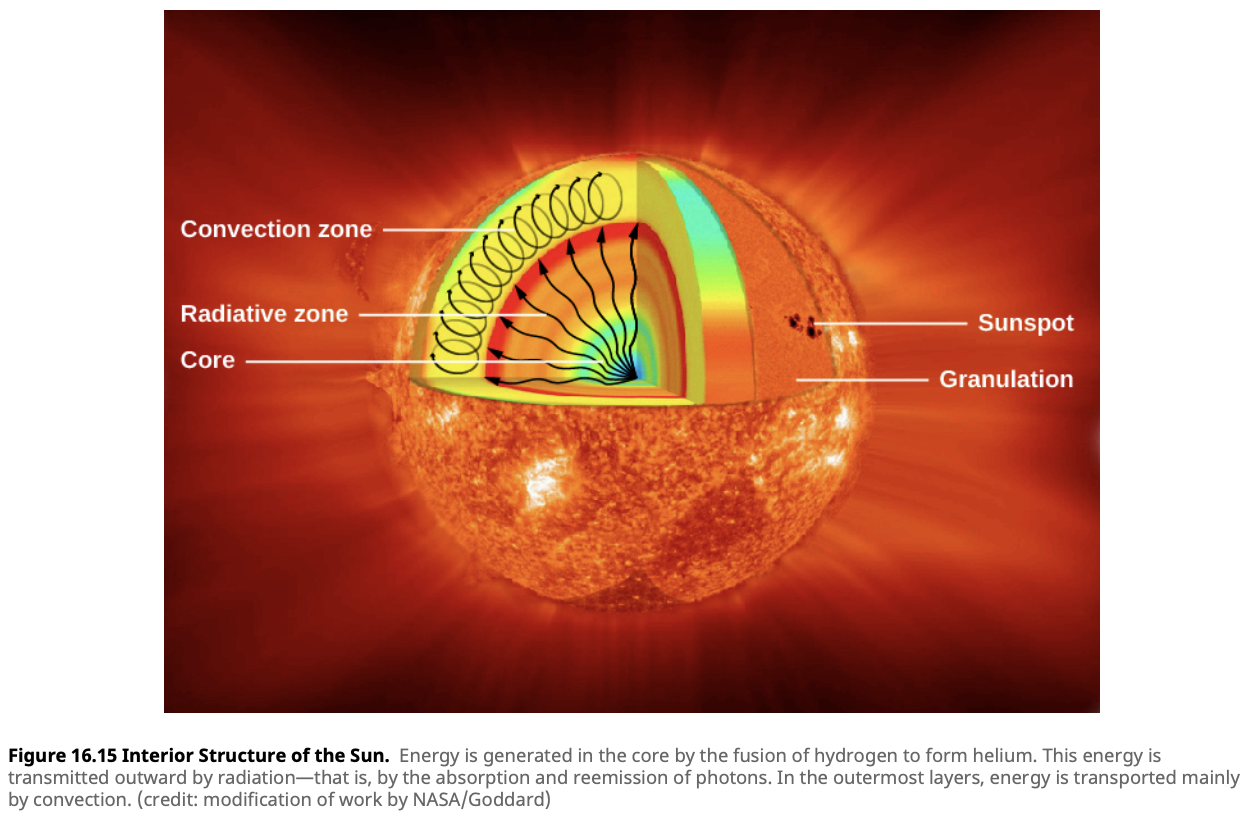 Convection zone
Radiative zone
Core
Sunspot
Granulation
Figure 16.15 Interior Structure of the Sun. Energy is generated in the core by the fusion of hydrogen to form helium. This energy is
transmitted outward by radiation—that is, by the absorption and reemission of photons. In the outermost layers, energy is transported mainly
by convection. (credit: modification of work by NASA/Goddard)